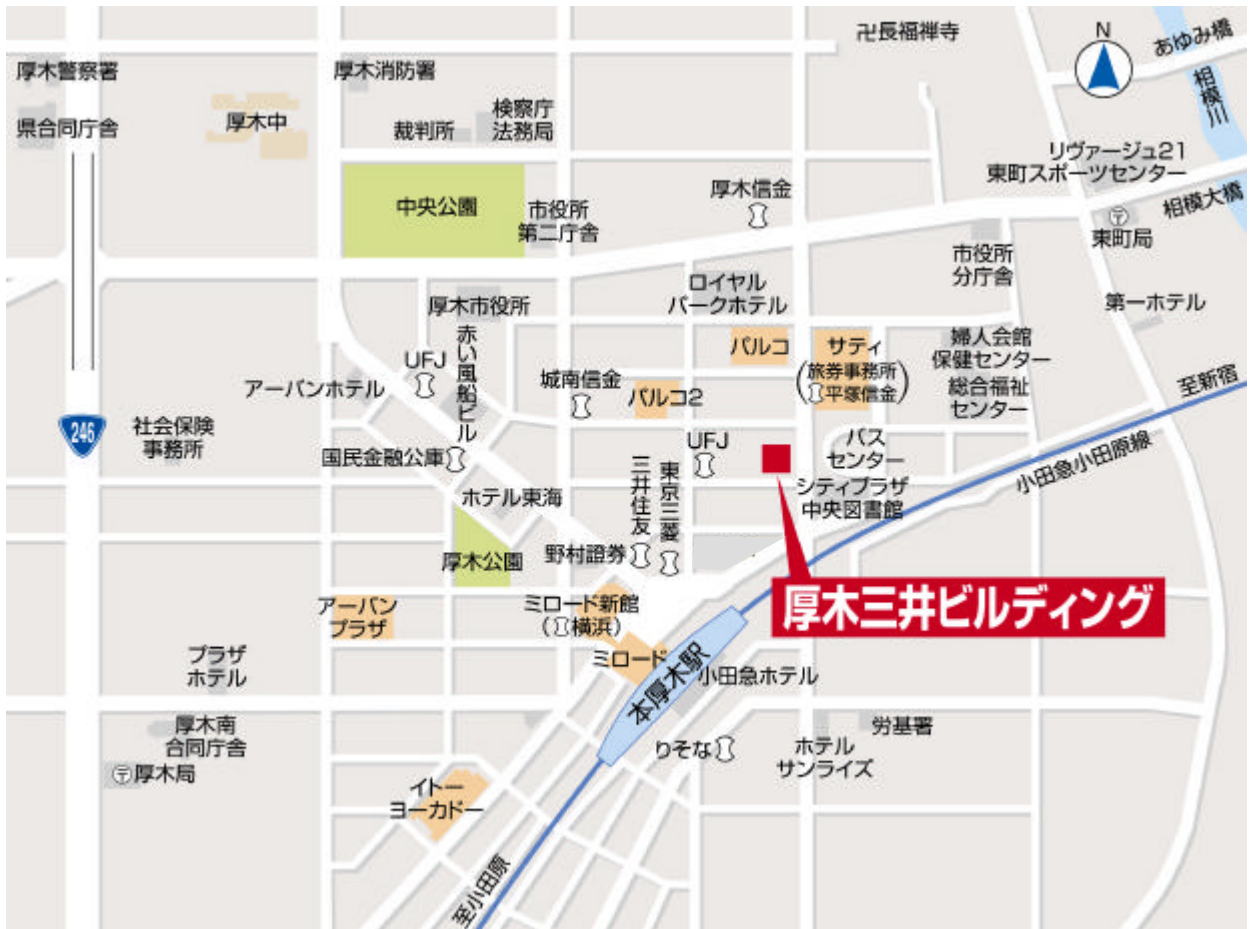 卍長福禅寺
N
あゆみ橋
相模川
厚木警察署
厚木消防署
県合同庁舎
厚木中
裁判所
検察庁
法務局
リヴァージュ21
東町スポーツセンター
相模大橋
中央公園
市役所
第二庁舎
厚木信金
〒
東町局
市役所
分庁舎
ロイヤル
パークホテル
第一ホテル
厚木市役所
赤い風船ビル
UFJ
アーバンホテル
城南信金
パルコ
パルコ2
サティ
(旅券事務所
平塚信金)
婦人会館
保健センター
総合福祉
センター
至新宿
小田急小田原線
246
社会保険
事務所
国民金融公庫
UFJ
バス
センター
シティプラザ
中央図書館
ホテル東海
三井住友
東京三菱
野村證券
厚木公園
厚木三井ビルディング
アーバン
プラザ
ミロード新館
(横浜)
ミロード
本厚木駅
小田急ホテル
プラザ
ホテル
厚木南
合同庁舎
〒厚木局
りそな
ホテル
サンライズ
労基署
イトー
ヨーカドー
至小田原